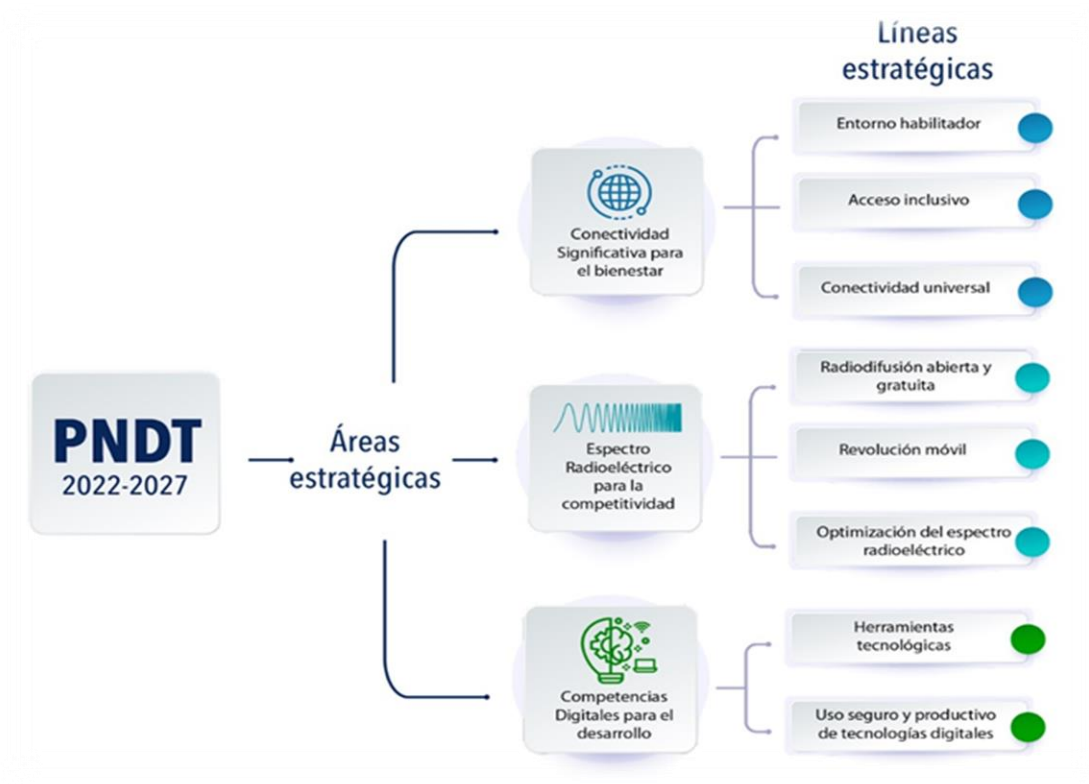 Líneas
estratégicas
PNDT
2022-2027
Áreas
estratégicas
Conectividad
Significativa para
el bienestar
Entorno habilitador
Acceso inclusivo
Conectividad universal
Espectro
Radioeléctrico
para la
competitividad
Radiodifusión abierta y
gratuita
Revolución móvil
Optimización del espectro
radioeléctrico
Competencias
Digitales para el
desarrollo
Herramientas
tecnológicas
Uso seguro y productivo
de tecnologías digitales